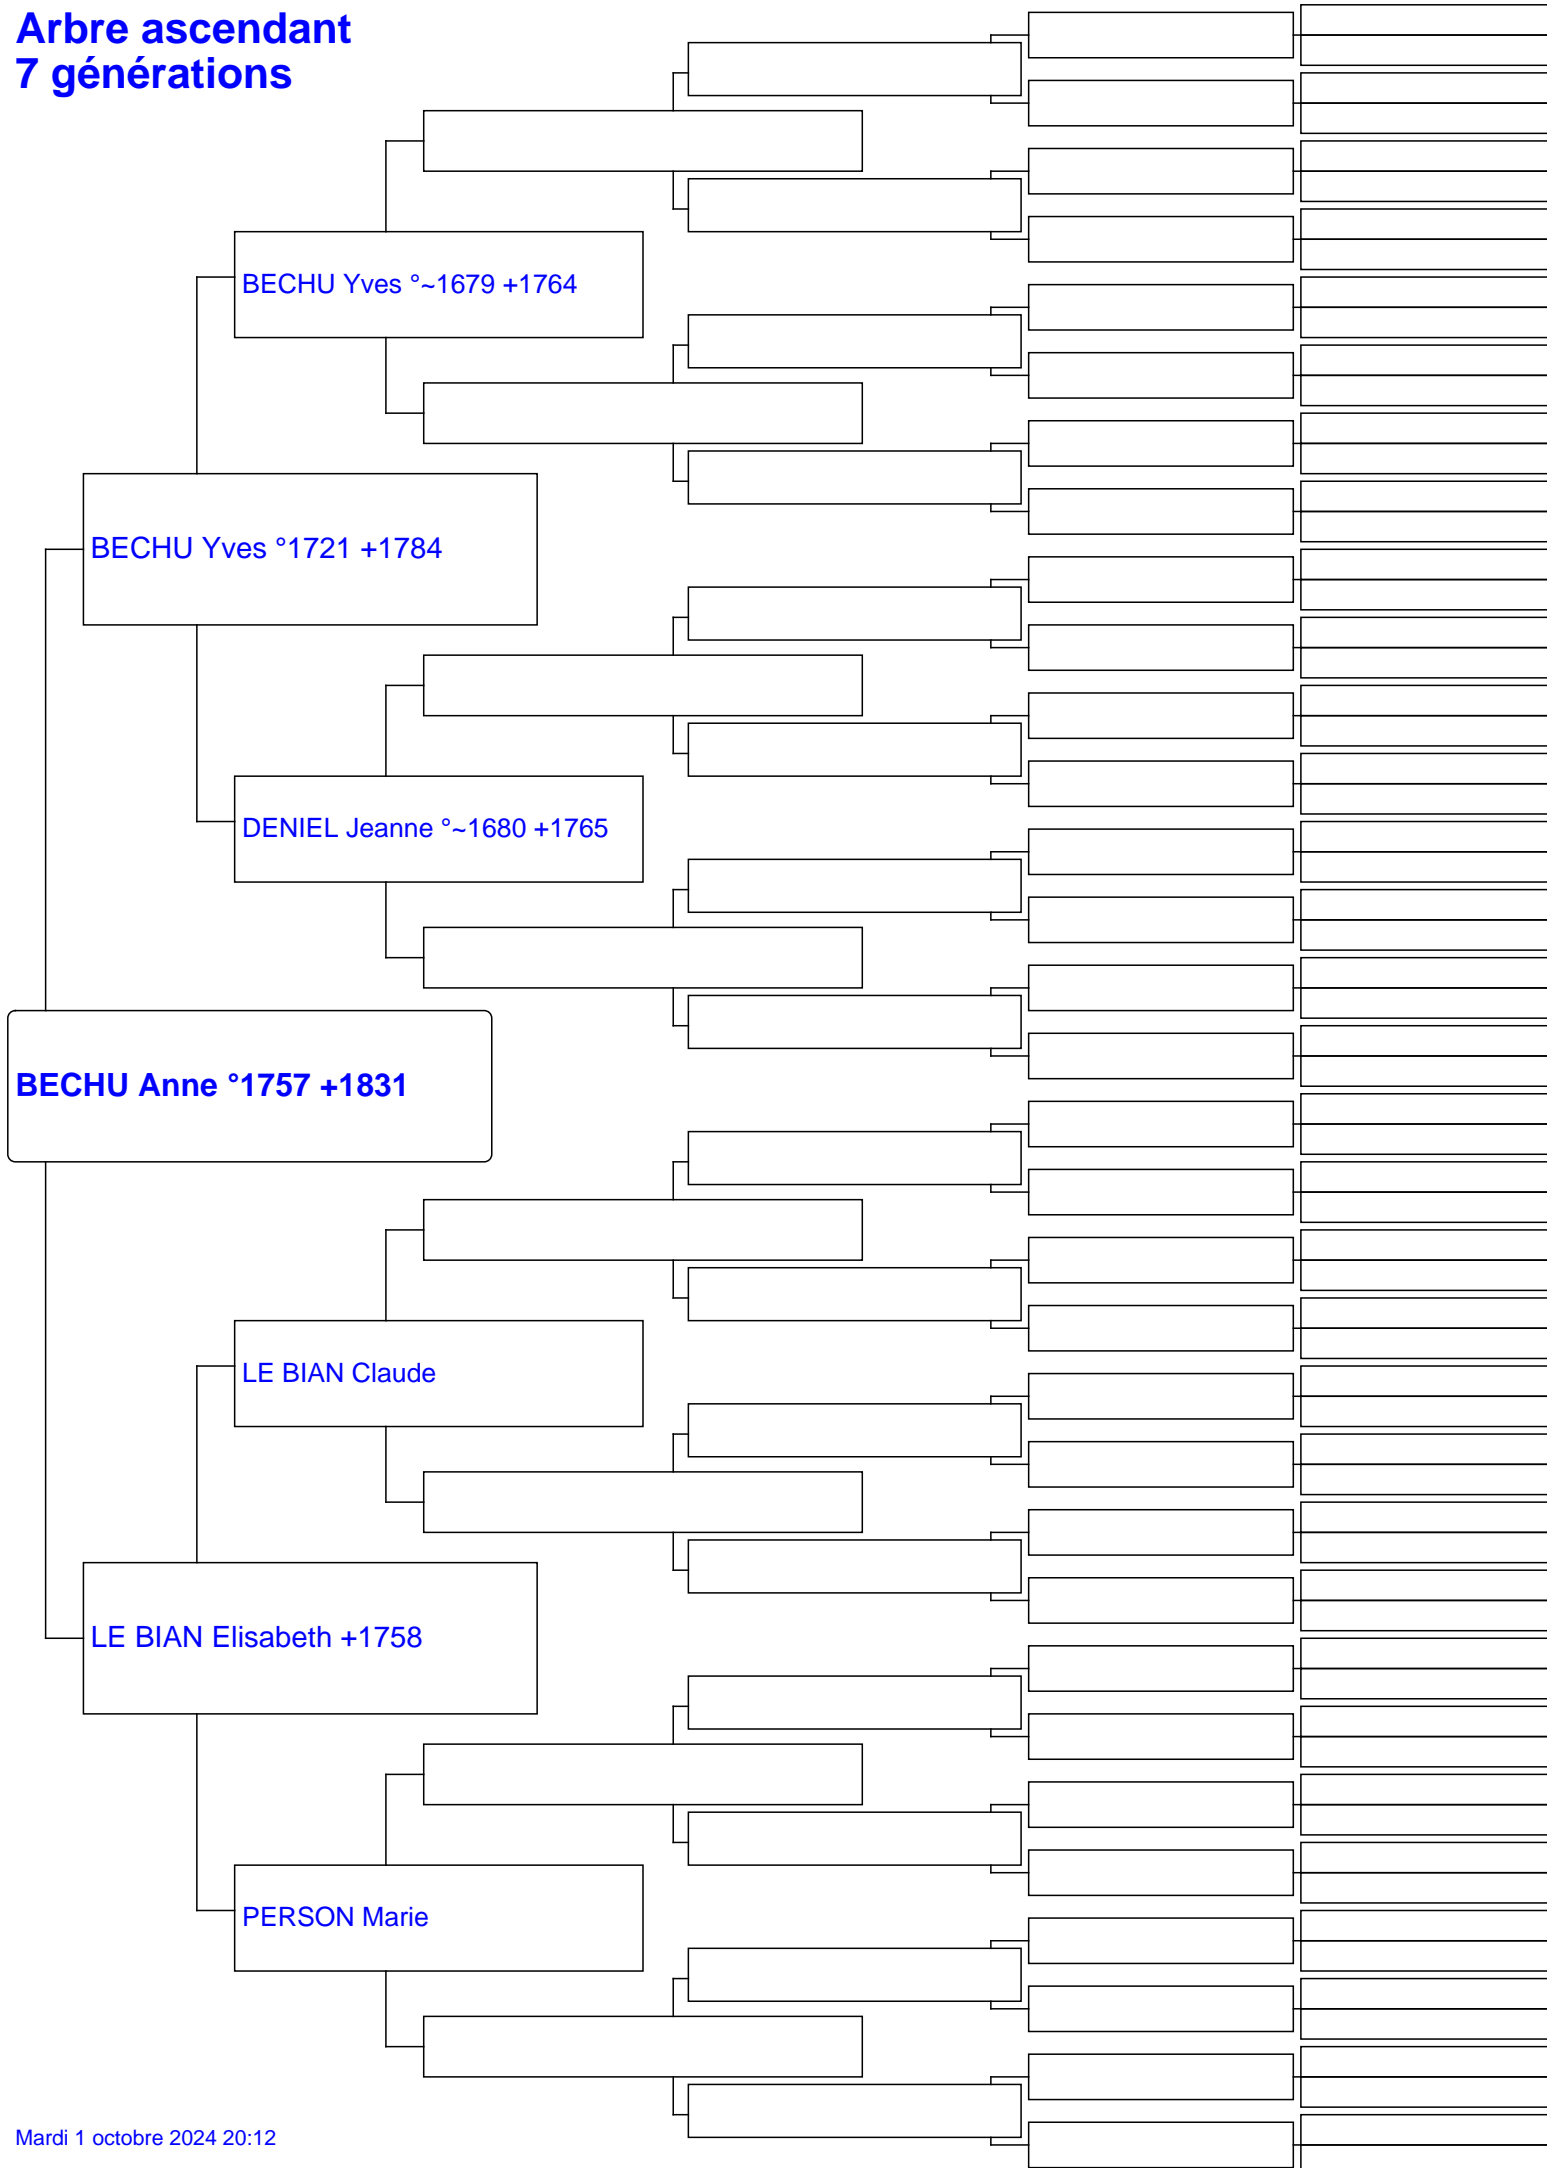 Arbre ascendant
7 générations
BECHU Yves °~1679 +1764
BECHU Yves °1721 +1784
DENIEL Jeanne °~1680 +1765
BECHU Anne °1757 +1831
LE BIAN Claude
LE BIAN Elisabeth +1758
PERSON Marie
Mardi 1 octobre 2024 20:12